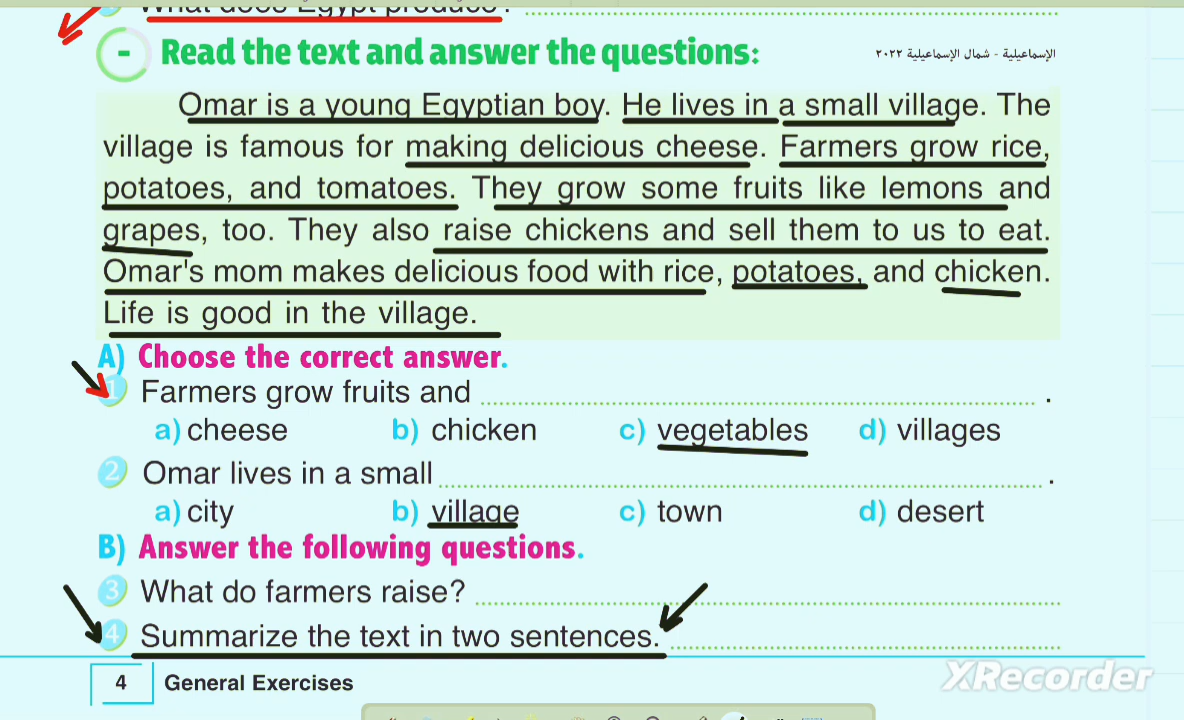 What does Egypt produce?
- Read the text and answer the questions:
الإسماعيلية - شمال الإسماعيلية ٢٠٢٢
Omar is a young Egyptian boy. He lives in a small village. The
village is famous for making delicious cheese. Farmers grow rice,
potatoes, and tomatoes. They grow some fruits like lemons and
grapes, too. They also raise chickens and sell them to us to eat.
Omar's mom makes delicious food with rice, potatoes, and chicken.
Life is good in the village.
A) Choose the correct answer.
1 Farmers grow fruits and .
a) cheese b) chicken c) vegetables d) villages
2 Omar lives in a small .
a) city b) village c) town d) desert
B) Answer the following questions.
3 What do farmers raise?
4 Summarize the text in two sentences.
4 General Exercises
XRecorder